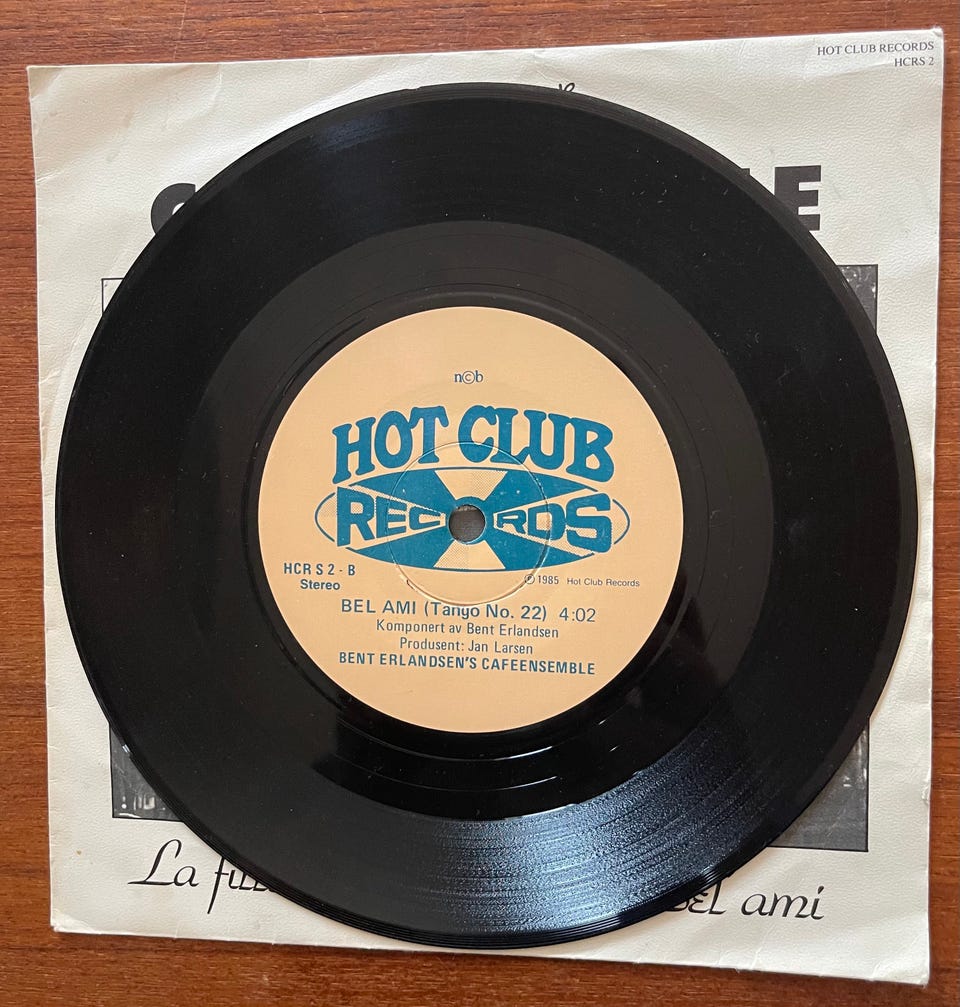 HOT CLUB RECORDS
HCRS 2
E
n©b
HOT CLUB
RECORDS
HCR S 2 - B
Stereo
℗ 1985 Hot Club Records
BEL AMI (Tango No. 22) 4:02
Komponert av Bent Erlandsen
Produsent: Jan Larsen
BENT ERLANDSEN'S CAFEENSEMBLE
La bel ami